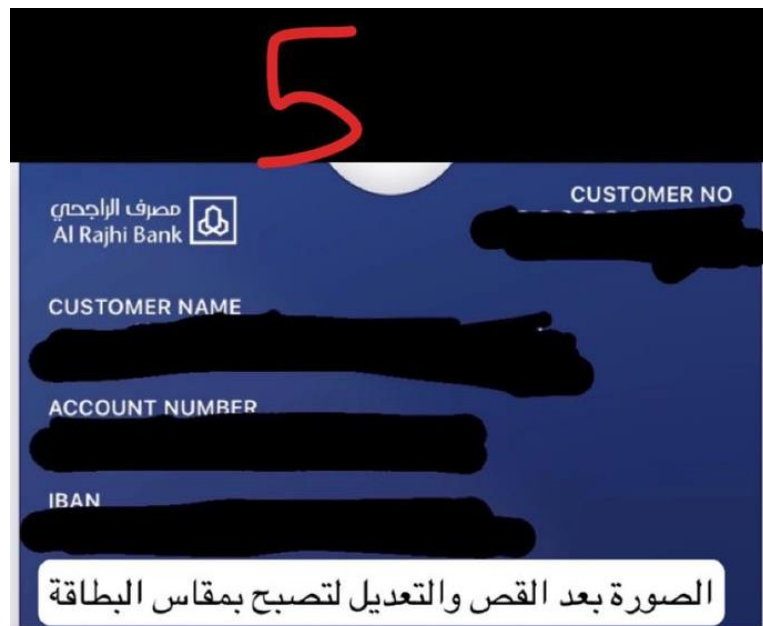 5
CUSTOMER NO
مصرف الراجحي
Al Rajhi Bank
CUSTOMER NAME
ACCOUNT NUMBER
IBAN
الصورة بعد القص والتعديل لتصبح بمقاس البطاقة